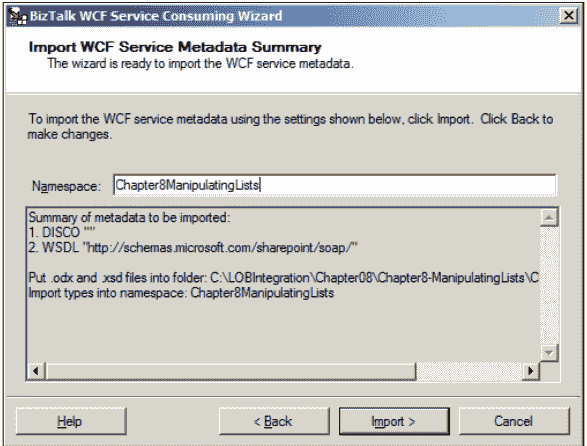 BizTalk WCF Service Consuming Wizard
Import WCF Service Metadata Summary
The wizard is ready to import the WCF service metadata.
To import the WCF service metadata using the settings shown below, click Import. Click Back to
make changes.
Namespace: Chapter8ManipulatingLists
Summary of metadata to be imported:
1. DISCO ""
2. WSDL "http://schemas.microsoft.com/sharepoint/soap/"
Put .odx and .xsd files into folder: C:\LOBIntegration\Chapter08\Chapter8-ManipulatingLists\C
Import types into namespace: Chapter8ManipulatingLists
Help < Back Import > Cancel